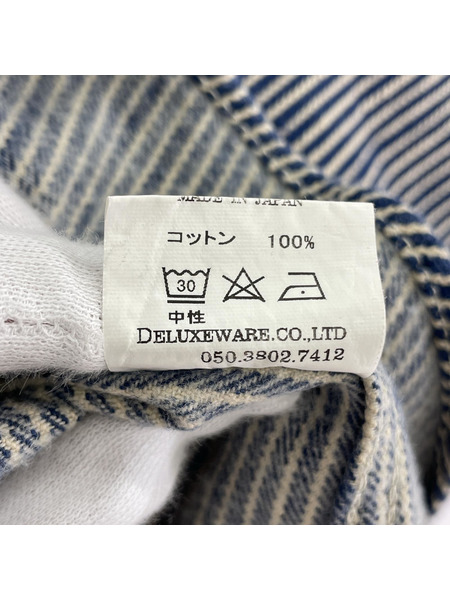 MADE IN JAPAN
コットン 100%
30
中性
DELUXEWARE.CO.,LTD
050.3802.7412